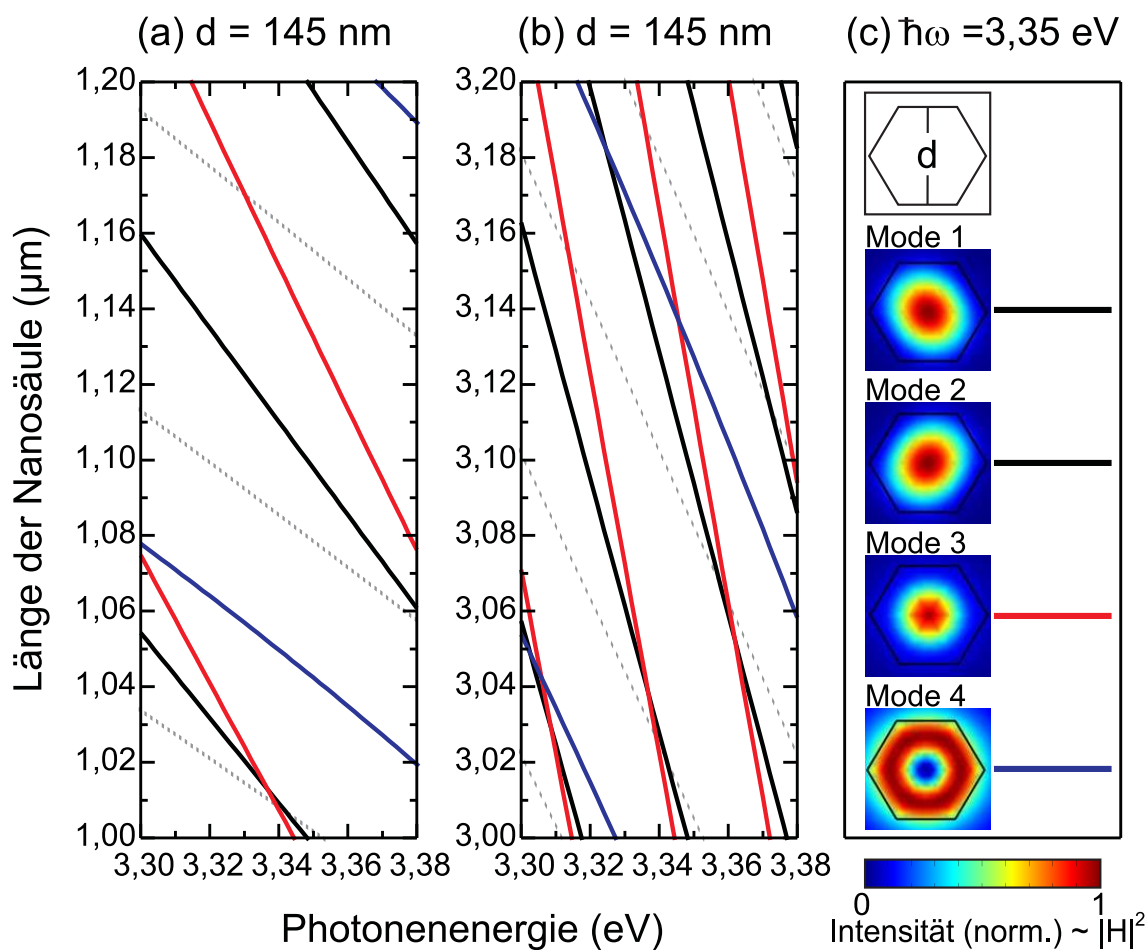 (a) d = 145 nm
(b) d = 145 nm
(c) ħω =3,35 eV
Länge der Nanosäule (µm)
1,20
1,18
1,16
1,14
1,12
1,10
1,08
1,06
1,04
1,02
1,00
3,30 3,32 3,34 3,36 3,38
3,20
3,18
3,16
3,14
3,12
3,10
3,08
3,06
3,04
3,02
3,00
3,30 3,32 3,34 3,36 3,38
Photonenenergie (eV)
d
Mode 1
Mode 2
Mode 3
Mode 4
0 1
Intensität (norm.) ~ |H|²